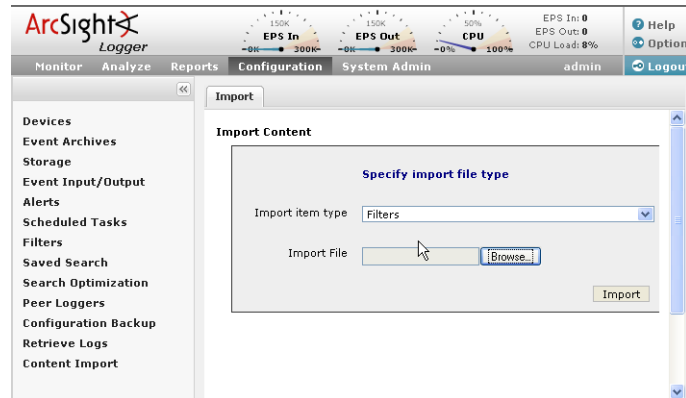 ArcSight
Logger
150K
EPS In
0K 300K
150K
EPS Out
0K 300K
50%
CPU
0% 100%
EPS In: 0
EPS Out: 0
CPU Load: 8%
Help
Option
Monitor Analyze Reports Configuration System Admin admin Logout
Import
Devices
Event Archives
Storage
Event Input/Output
Alerts
Scheduled Tasks
Filters
Saved Search
Search Optimization
Peer Loggers
Configuration Backup
Retrieve Logs
Content Import
Import Content
Specify import file type
Import item type Filters
Import File Browse...
Import